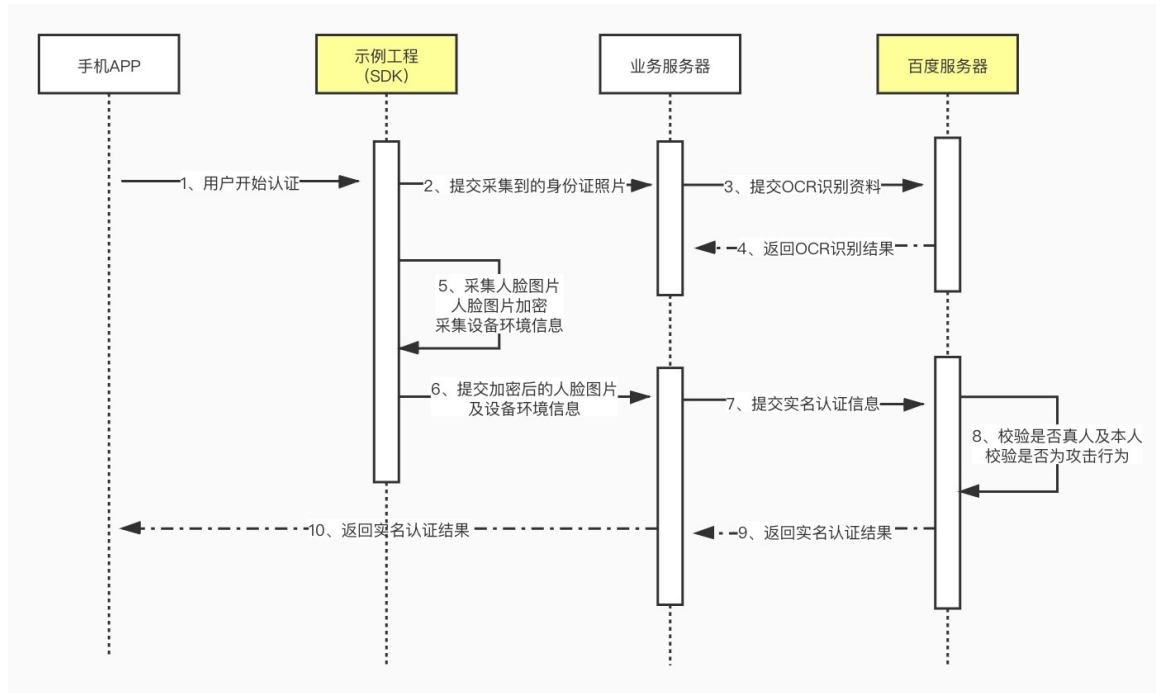 手机APP
示例工程
（SDK）
业务服务器
百度服务器
1、用户开始认证
2、提交采集到的身份证照片
3、提交OCR识别资料
4、返回OCR识别结果
5、采集人脸图片
人脸图片加密
采集设备环境信息
6、提交加密后的人脸图片
及设备环境信息
7、提交实名认证信息
8、校验是否真人及本人
校验是否为攻击行为
9、返回实名认证结果
10、返回实名认证结果